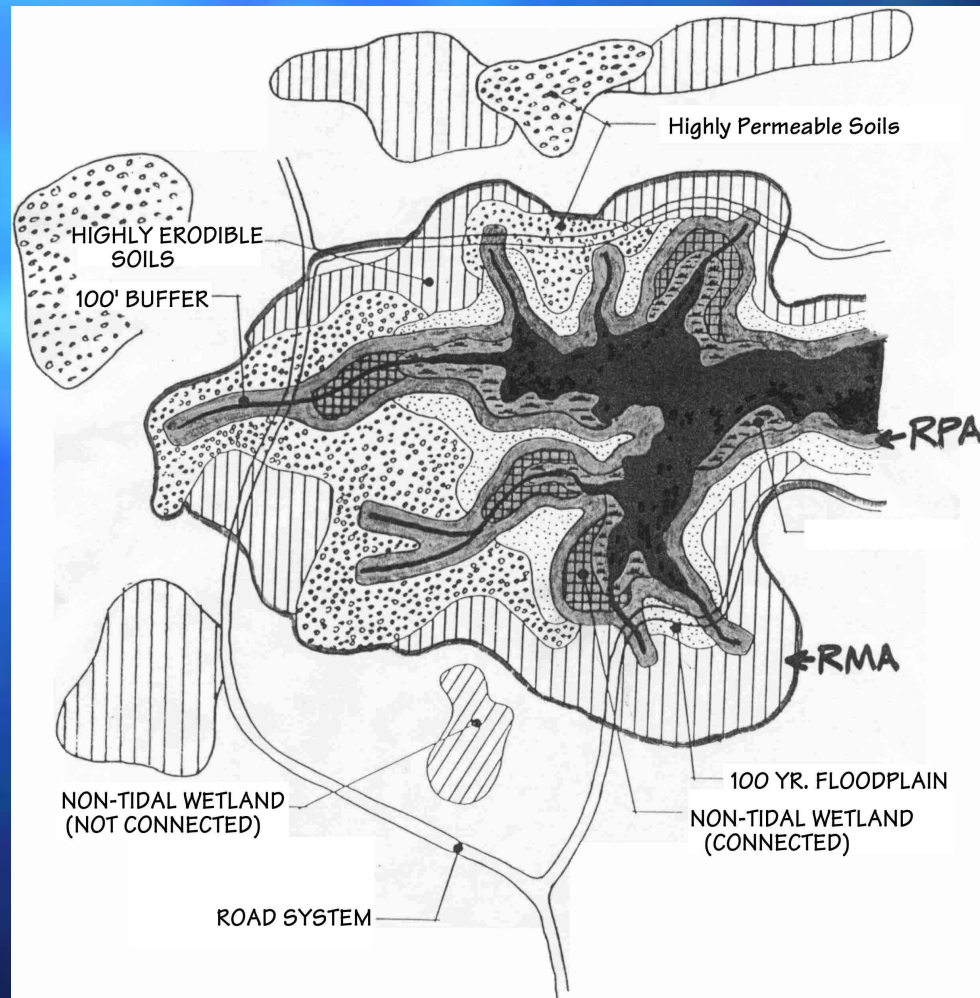 Highly Permeable Soils
HIGHLY ERODIBLE
SOILS
100' BUFFER
←RPA
←RMA
100 YR. FLOODPLAIN
NON-TIDAL WETLAND
(NOT CONNECTED)
NON-TIDAL WETLAND
(CONNECTED)
ROAD SYSTEM